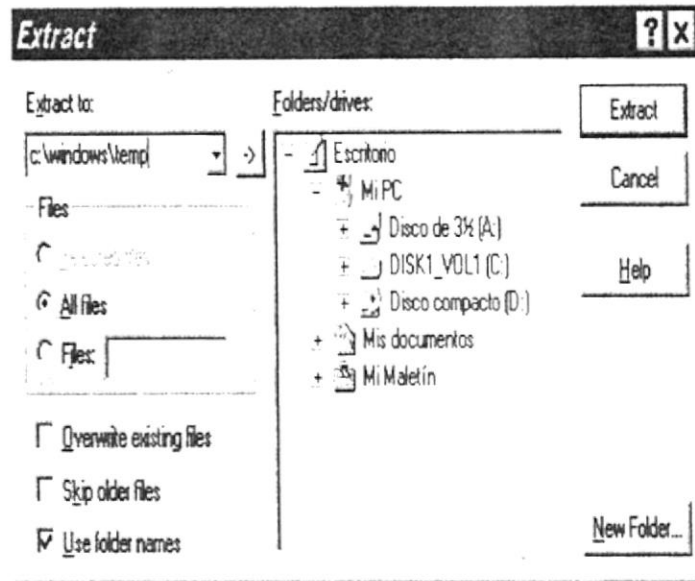 Extract
Extract to:
c:\windows\temp
Files
All files
Files:
Overwrite existing files
Skip older files
Use folder names
Folders/drives:
Escritorio
Mi PC
Disco de 3½ (A:)
DISK1_VOL1 (C:)
Disco compacto (D:)
Mis documentos
Mi Maletín
Extract
Cancel
Help
New Folder...